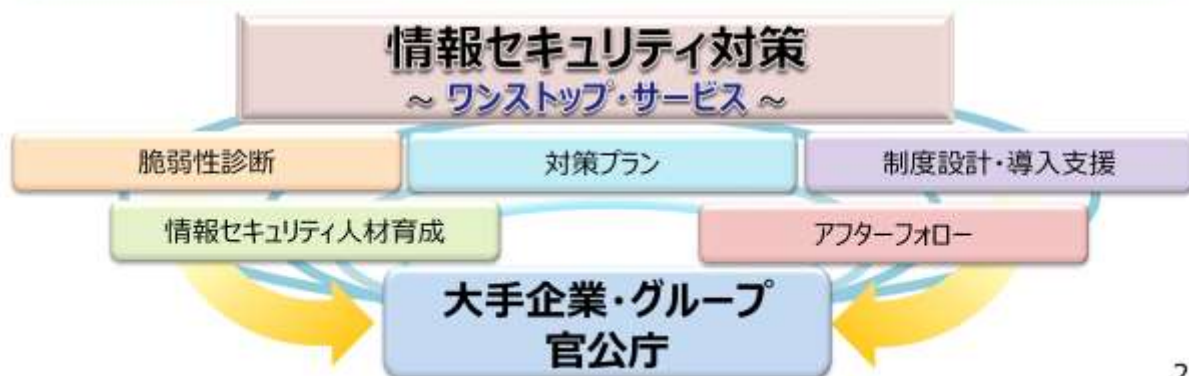 情報セキュリティ対策
～ ワンストップ・サービス ～
脆弱性診断
対策プラン
制度設計・導入支援
情報セキュリティ人材育成
アフターフォロー
大手企業・グループ
官公庁
2